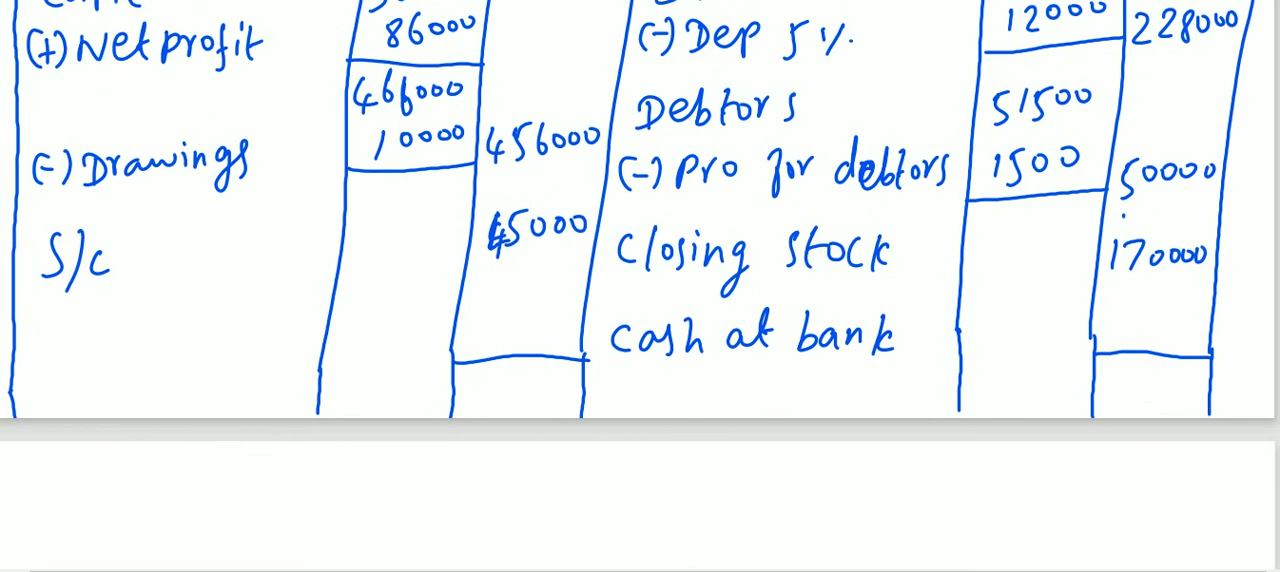 (+) Net profit 86000 (-) Dep 5 %. 12000 228000
466000 Debtors 51500
(-) Drawings 10000 456000 (-) Pro for debtors 1500 50000
S/c 45000 Closing stock 170000
Cash at bank